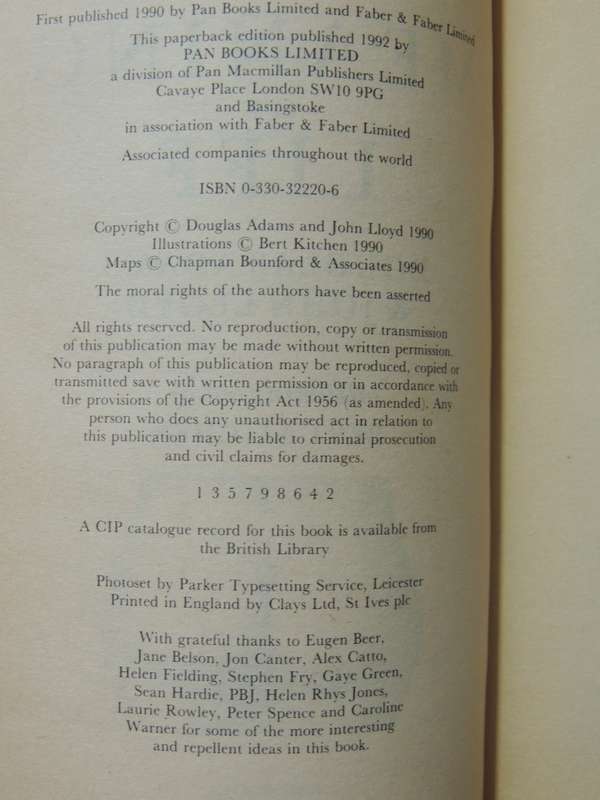 First published 1990 by Pan Books Limited and Faber & Faber Limited
This paperback edition published 1992 by
PAN BOOKS LIMITED
a division of Pan Macmillan Publishers Limited
Cavaye Place London SW10 9PG
and Basingstoke
in association with Faber & Faber Limited
Associated companies throughout the world
ISBN 0-330-32220-6
Copyright © Douglas Adams and John Lloyd 1990
Illustrations © Bert Kitchen 1990
Maps © Chapman Bounford & Associates 1990
The moral rights of the authors have been asserted
All rights reserved. No reproduction, copy or transmission
of this publication may be made without written permission.
No paragraph of this publication may be reproduced, copied or
transmitted save with written permission or in accordance with
the provisions of the Copyright Act 1956 (as amended). Any
person who does any unauthorised act in relation to
this publication may be liable to criminal prosecution
and civil claims for damages.
1 3 5 7 9 8 6 4 2
A CIP catalogue record for this book is available from
the British Library
Photoset by Parker Typesetting Service, Leicester
Printed in England by Clays Ltd, St Ives plc
With grateful thanks to Eugen Beer,
Jane Belson, Jon Canter, Alex Catto,
Helen Fielding, Stephen Fry, Gaye Green,
Sean Hardie, PBJ, Helen Rhys Jones,
Laurie Rowley, Peter Spence and Caroline
Warner for some of the more interesting
and repellent ideas in this book.